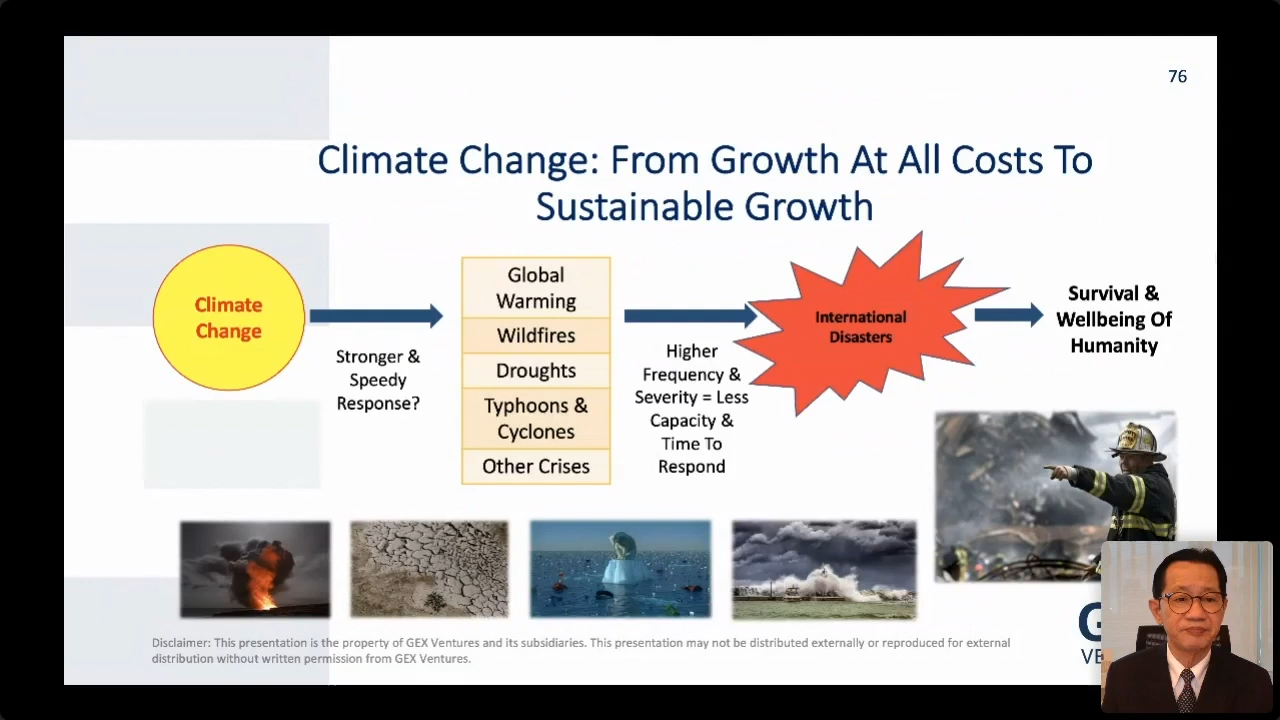 76
Climate Change: From Growth At All Costs To
Sustainable Growth
Climate
Change
Stronger &
Speedy
Response?
Global
Warming
Wildfires
Droughts
Typhoons &
Cyclones
Other Crises
Higher
Frequency &
Severity = Less
Capacity &
Time To
Respond
International
Disasters
Survival &
Wellbeing Of
Humanity
Disclaimer: This presentation is the property of GEX Ventures and its subsidiaries. This presentation may not be distributed externally or reproduced for external
distribution without written permission from GEX Ventures.